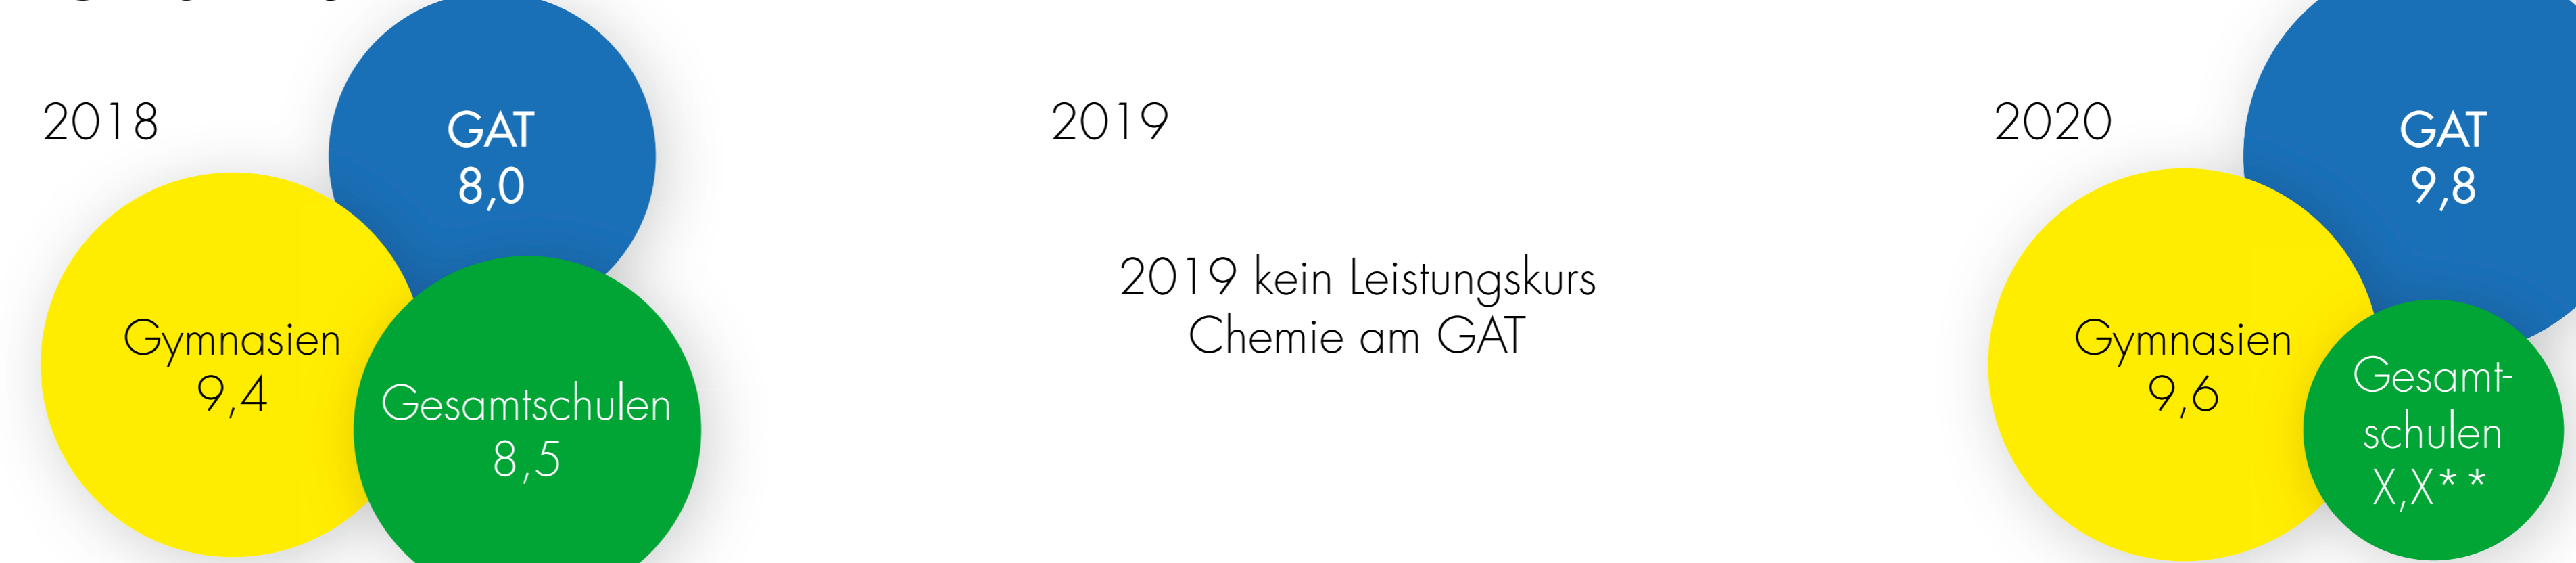 2018
GAT
8,0
Gymnasien
9,4
Gesamtschulen
8,5
2019
2019 kein Leistungskurs
Chemie am GAT
2020
GAT
9,8
Gymnasien
9,6
Gesamt-
schulen
X,X**